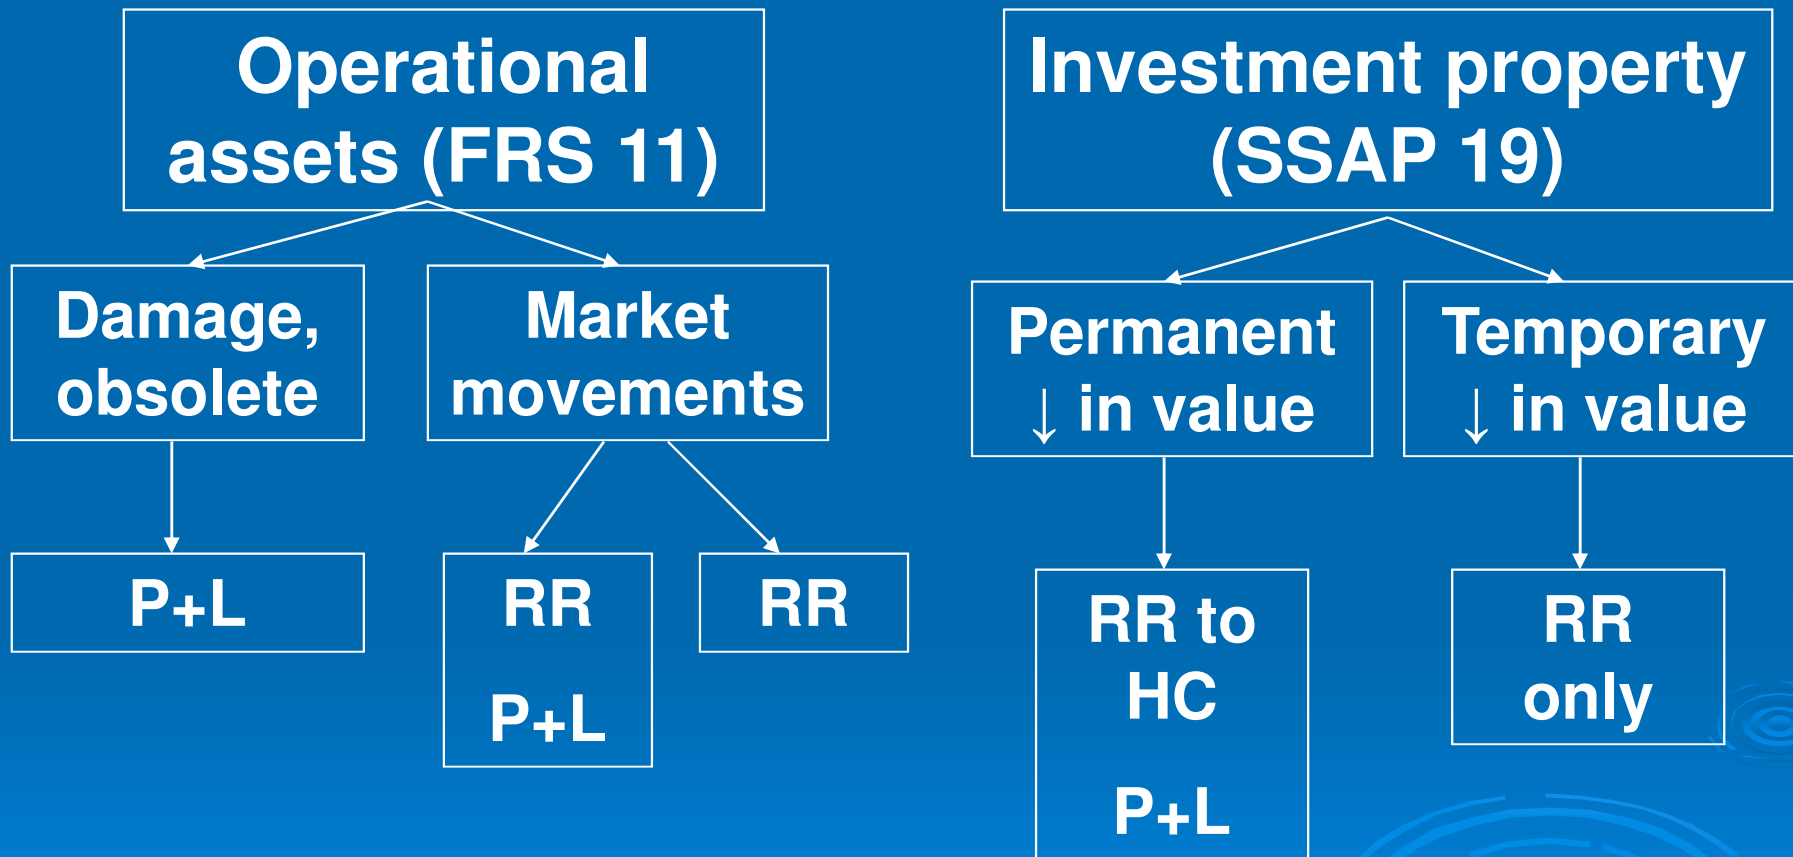 Operational
assets (FRS 11)
Investment property
(SSAP 19)
Damage,
obsolete
Market
movements
Permanent
↓ in value
Temporary
↓ in value
P+L
RR
P+L
RR
RR to
HC
P+L
RR
only